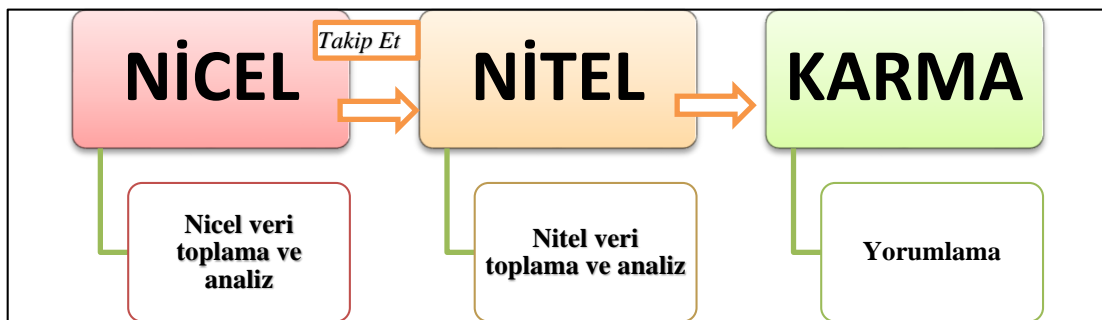 NİCEL
Takip Et
NİTEL
KARMA
Nicel veri
toplama ve
analiz
Nitel veri
toplama ve analiz
Yorumlama